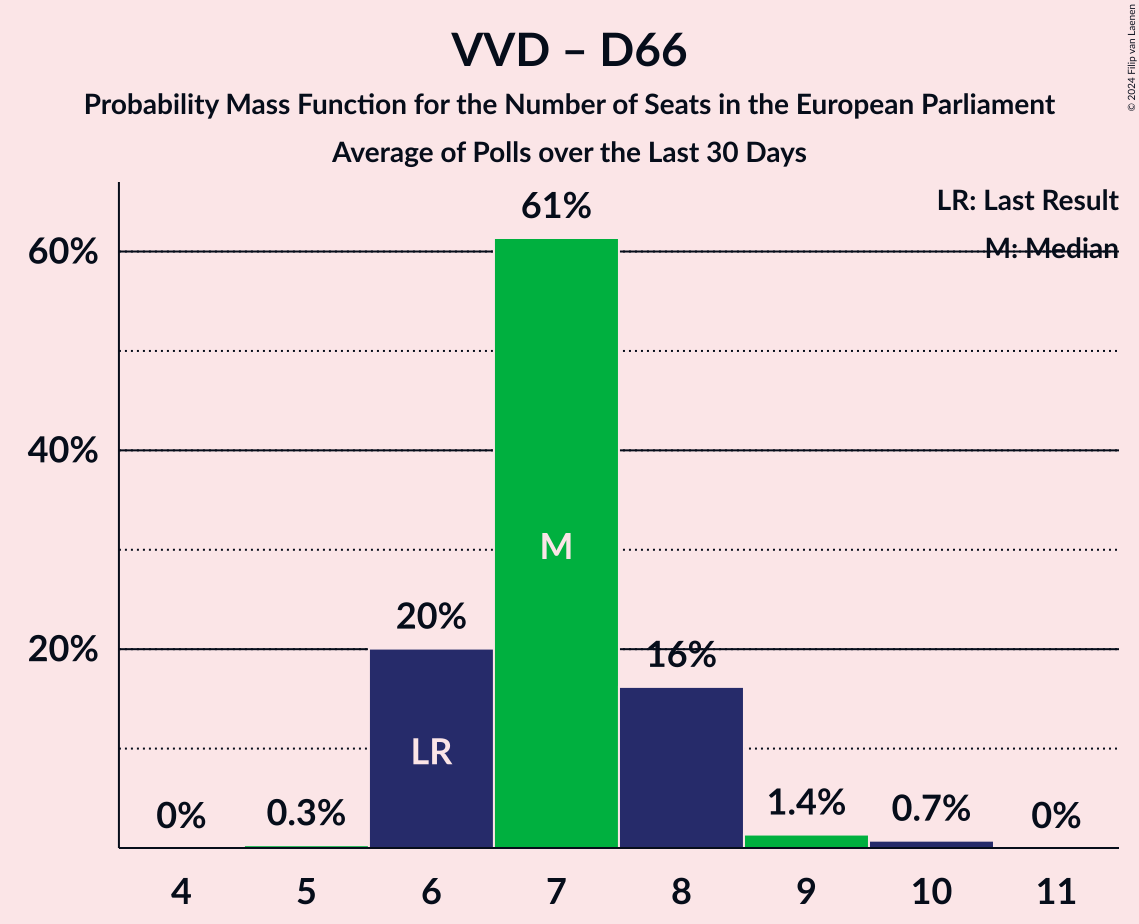 VVD – D66
Probability Mass Function for the Number of Seats in the European Parliament
Average of Polls over the Last 30 Days
© 2024 Filip van Laenen
LR: Last Result
M: Median
60%
40%
20%
0%
0.3%
20%
61%
16%
1.4%
0.7%
0%
LR
M
4
5
6
7
8
9
10
11